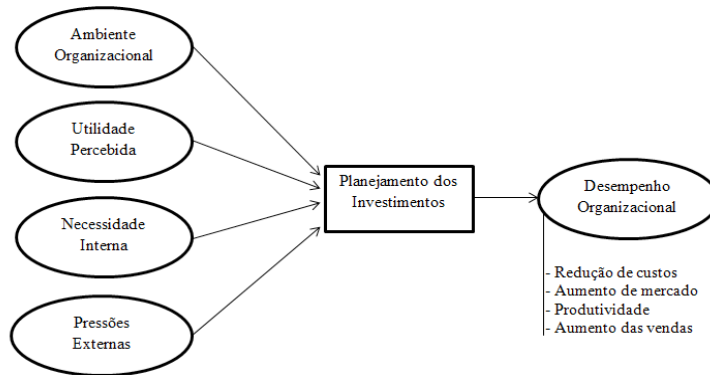 Ambiente
Organizacional
Utilidade
Percebida
Necessidade
Interna
Pressões
Externas
Planejamento dos
Investimentos
Desempenho
Organizacional
- Redução de custos
- Aumento de mercado
- Produtividade
- Aumento das vendas